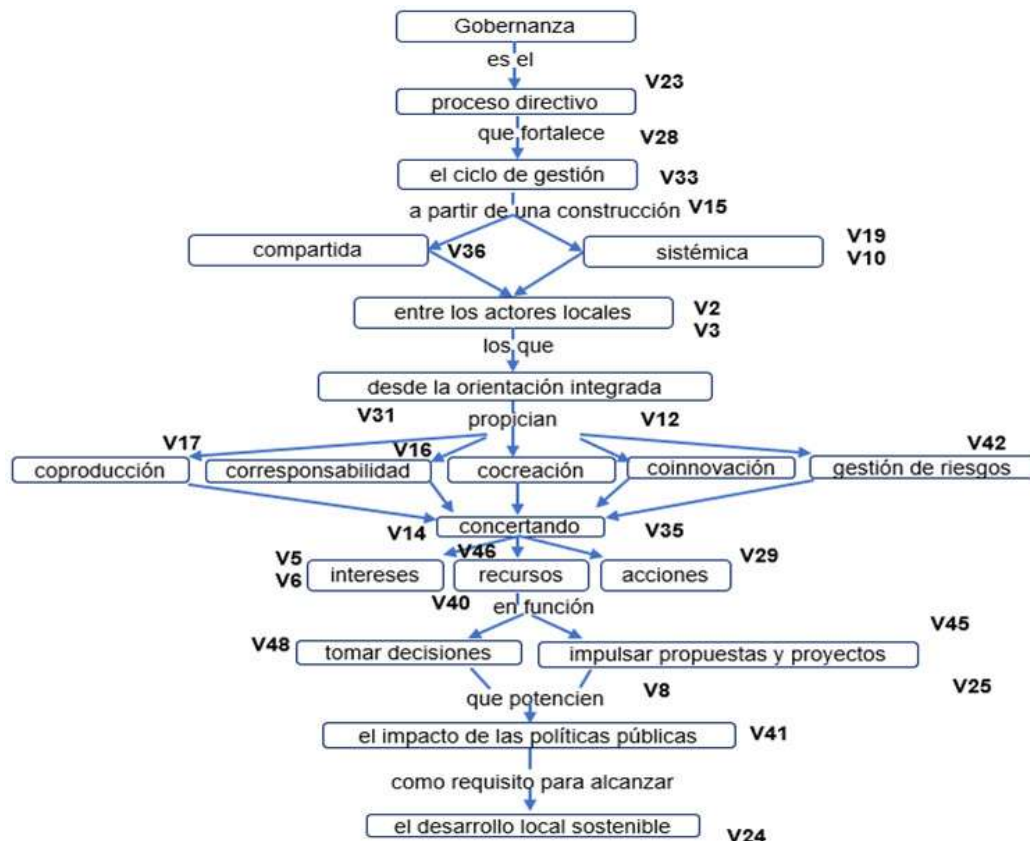 Gobernanza
es el
V23
proceso directivo
que fortalece V28
el ciclo de gestión V33
a partir de una construcción V15
compartida V36 sistémica V19
V10
entre los actores locales V2
V3
los que
desde la orientación integrada
V31 propician V12
V17 V16 V42
coproducción corresponsabilidad cocreación coinnovación gestión de riesgos
V14 concertando V35
V5 V46 V29
V6 intereses recursos acciones
V40 en función
V45
V48 tomar decisiones impulsar propuestas y proyectos
que potencien V8 V25
el impacto de las políticas públicas V41
como requisito para alcanzar
el desarrollo local sostenible V24